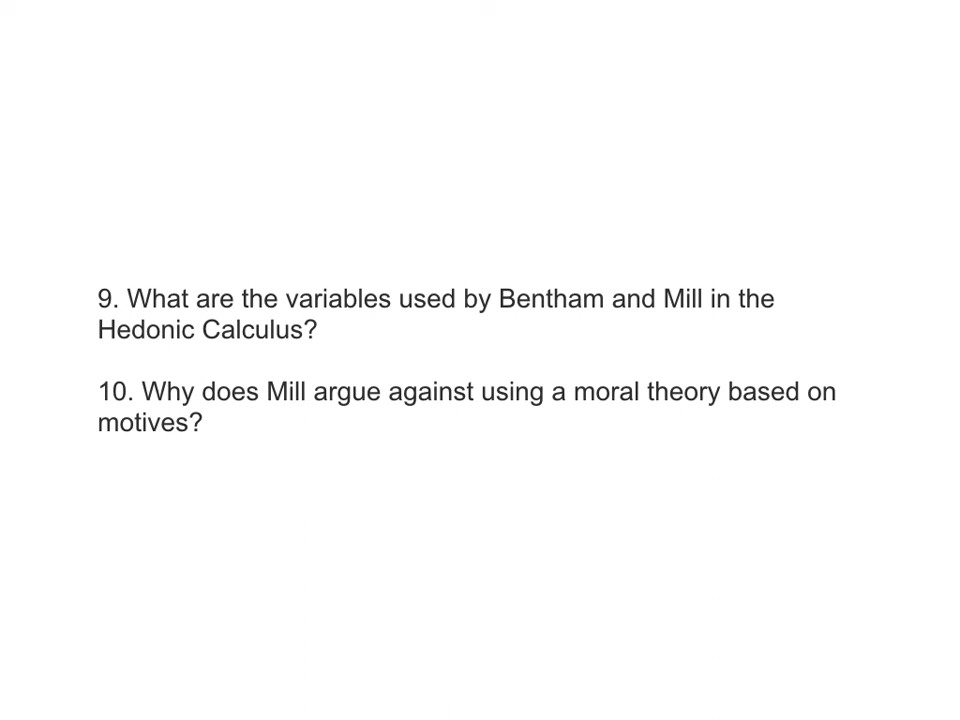 9. What are the variables used by Bentham and Mill in the
Hedonic Calculus?
10. Why does Mill argue against using a moral theory based on
motives?